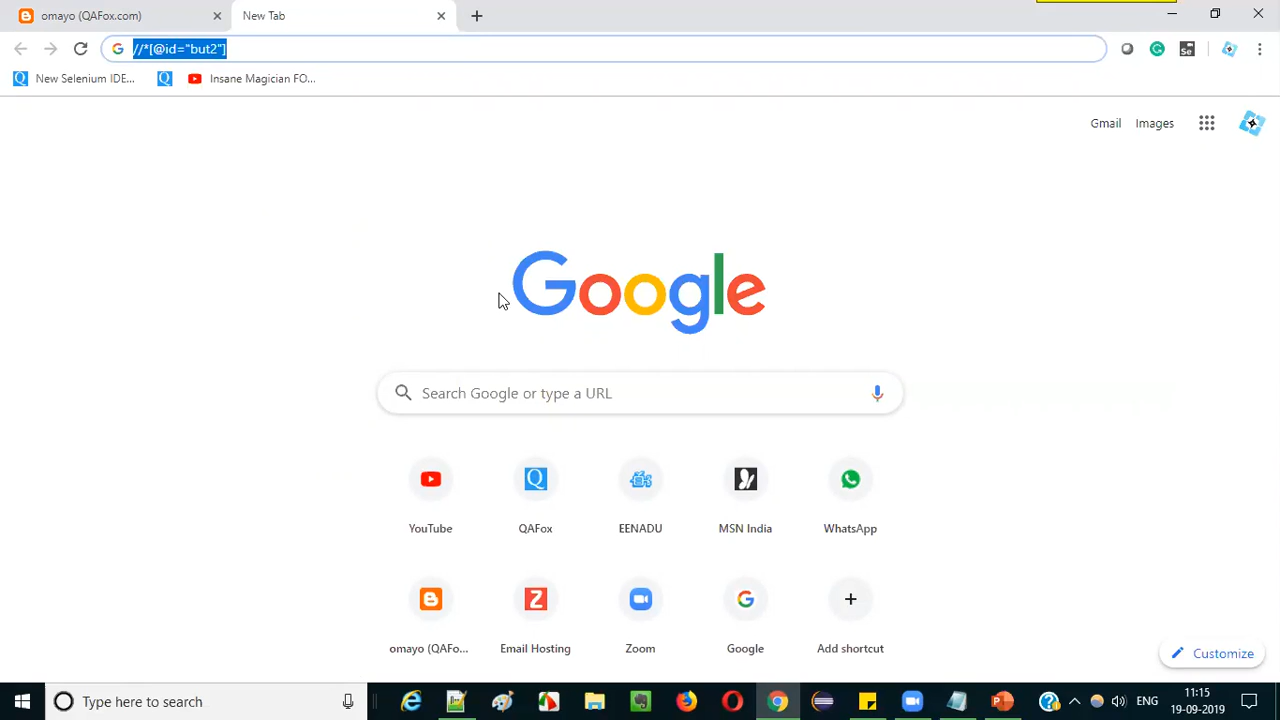 omayo (QAFox.com)
New Tab
//*[@id="but2"]
New Selenium IDE...
Insane Magician FO...
Gmail
Images
Google
Search Google or type a URL
YouTube
QAFox
EENADU
MSN India
WhatsApp
omayo (QAFo...
Email Hosting
Zoom
Google
Add shortcut
Customize
Type here to search
ENG
11:15
19-09-2019